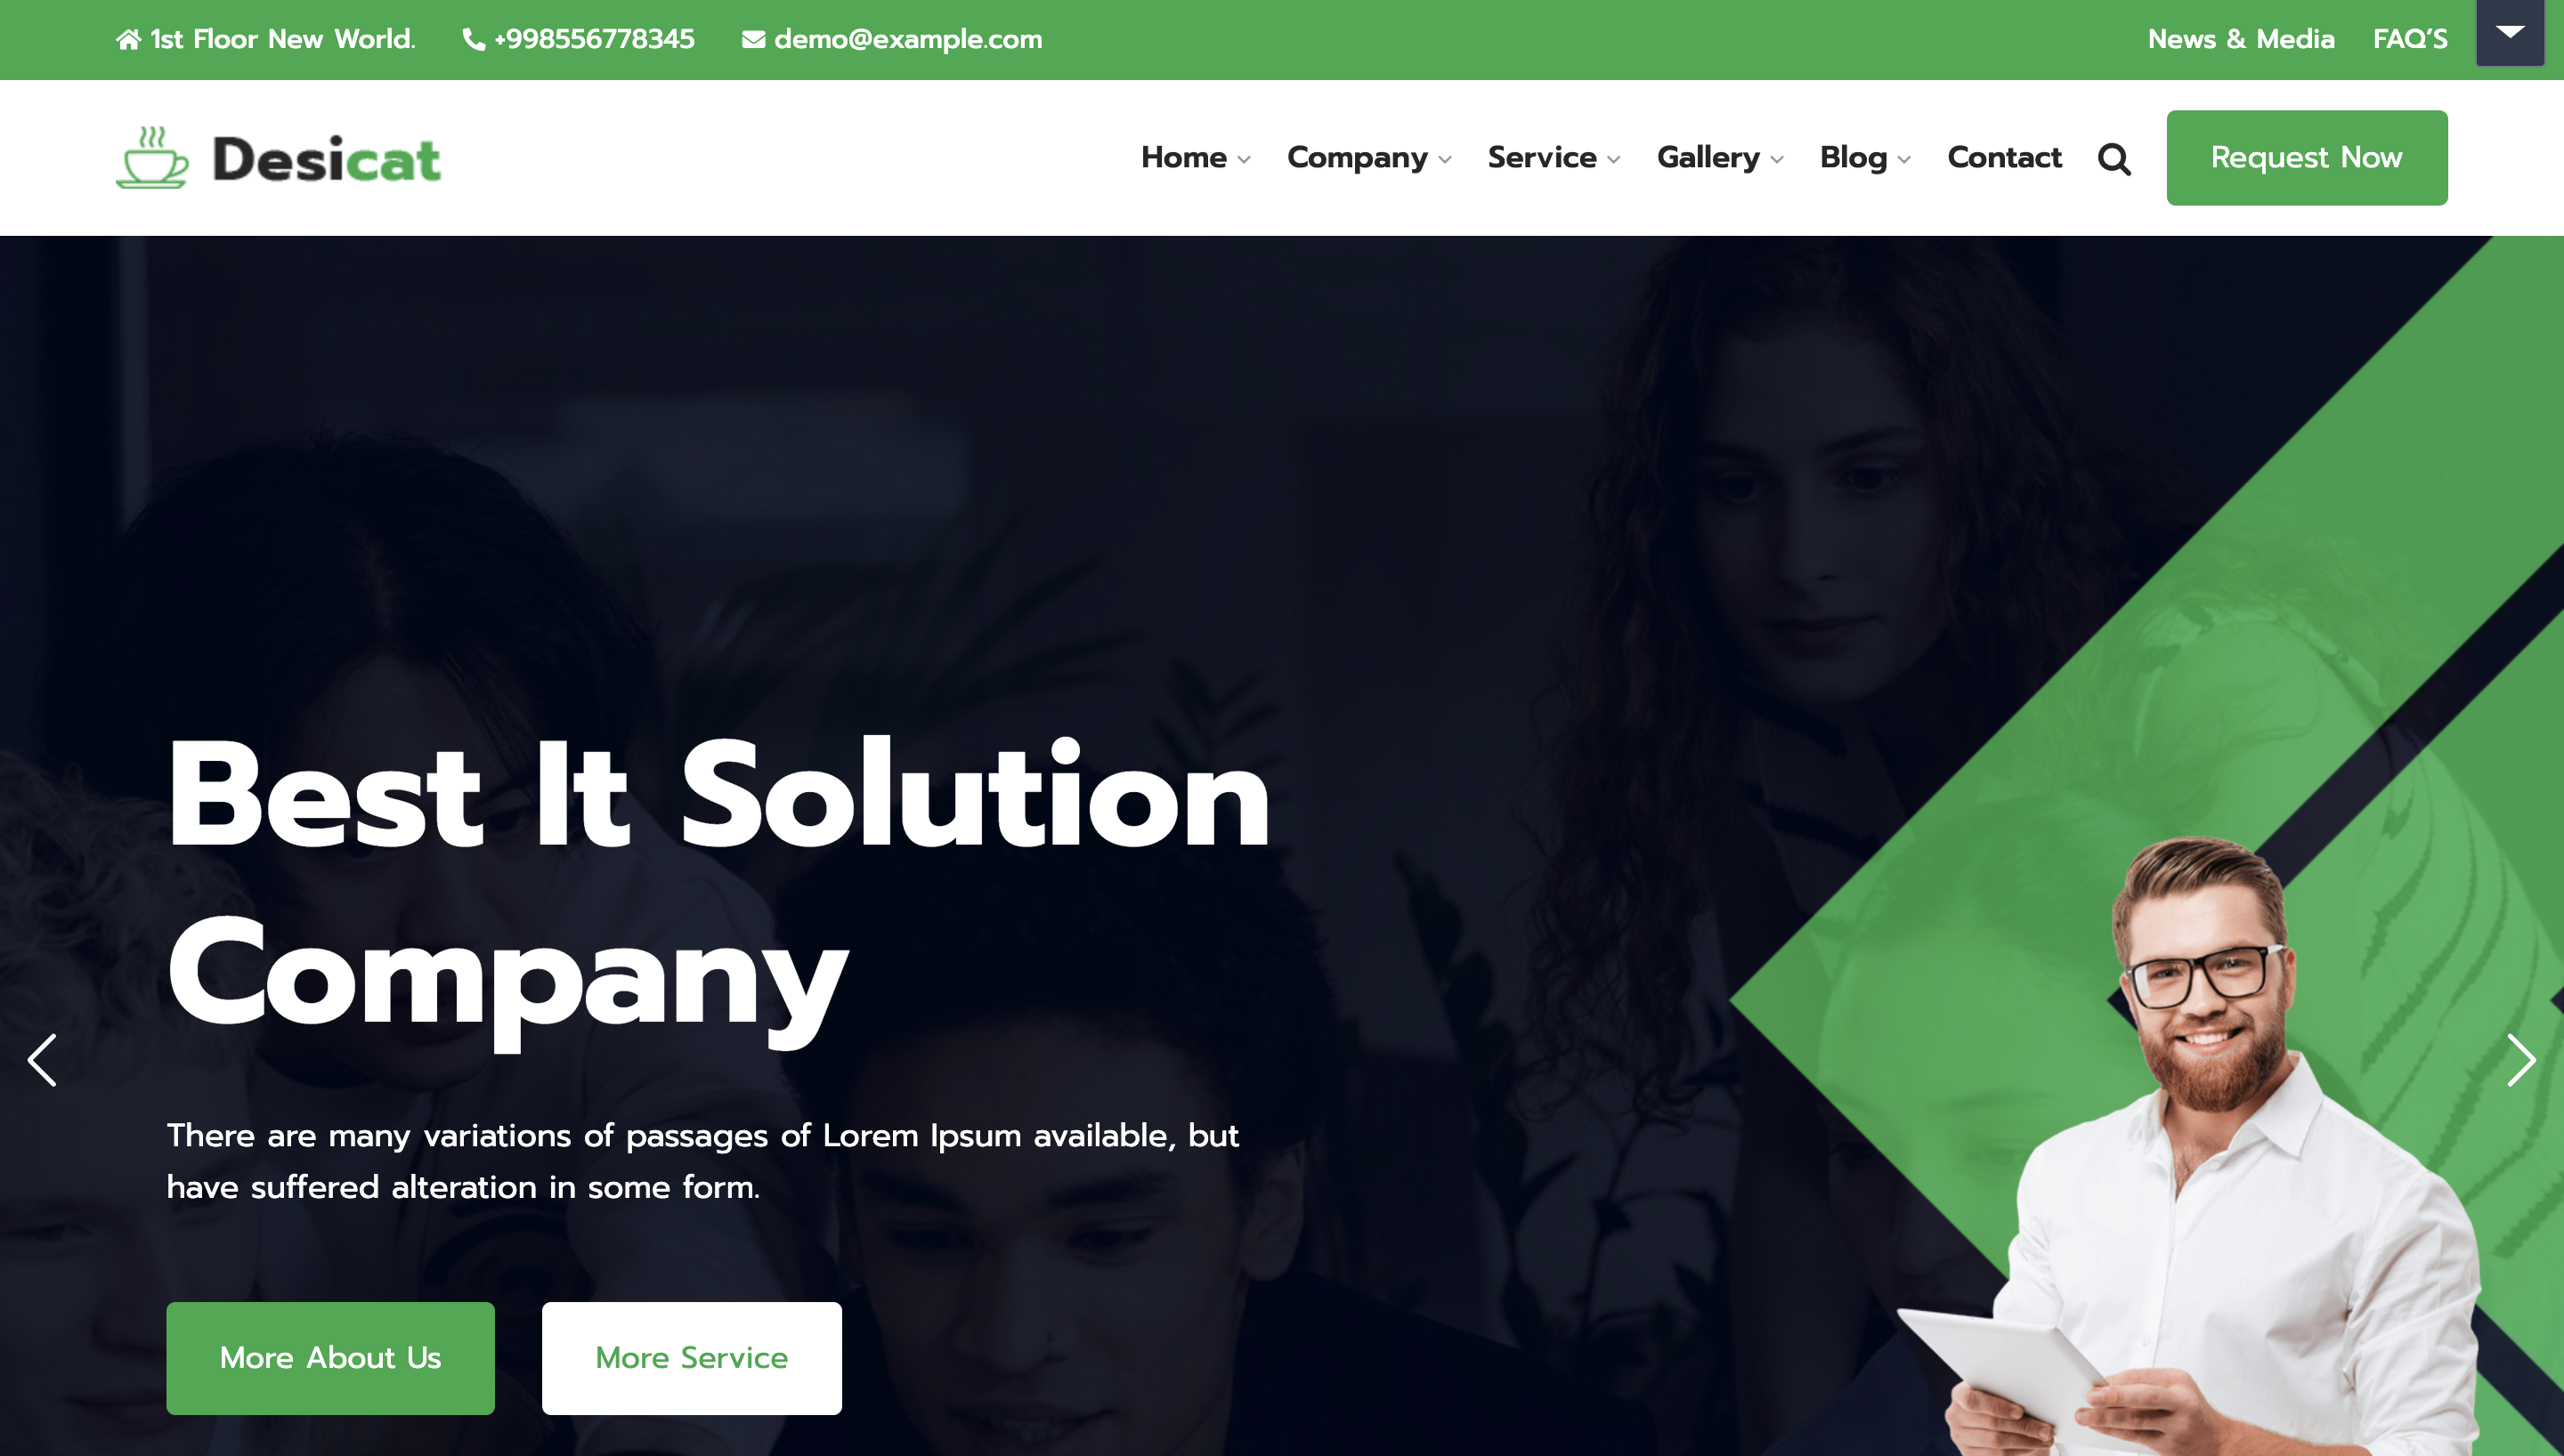 1st Floor New World.
+998556778345
demo@example.com
News & Media
FAQ'S
Desicat
Home
Company
Service
Gallery
Blog
Contact
Request Now
Best It Solution
Company
There are many variations of passages of Lorem Ipsum available, but
have suffered alteration in some form.
More About Us
More Service